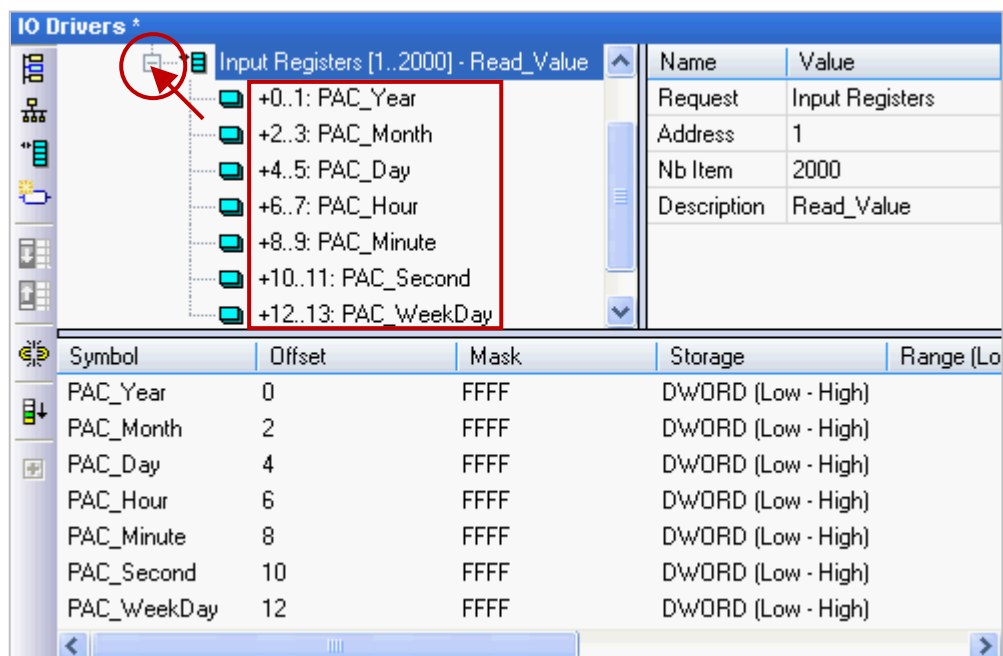 IO Drivers *
Input Registers [1..2000] - Read_Value
+0..1: PAC_Year
+2..3: PAC_Month
+4..5: PAC_Day
+6..7: PAC_Hour
+8..9: PAC_Minute
+10..11: PAC_Second
+12..13: PAC_WeekDay
Name Value
Request Input Registers
Address 1
Nb Item 2000
Description Read_Value
Symbol Offset Mask Storage Range (Lo
PAC_Year 0 FFFF DWORD (Low - High)
PAC_Month 2 FFFF DWORD (Low - High)
PAC_Day 4 FFFF DWORD (Low - High)
PAC_Hour 6 FFFF DWORD (Low - High)
PAC_Minute 8 FFFF DWORD (Low - High)
PAC_Second 10 FFFF DWORD (Low - High)
PAC_WeekDay 12 FFFF DWORD (Low - High)